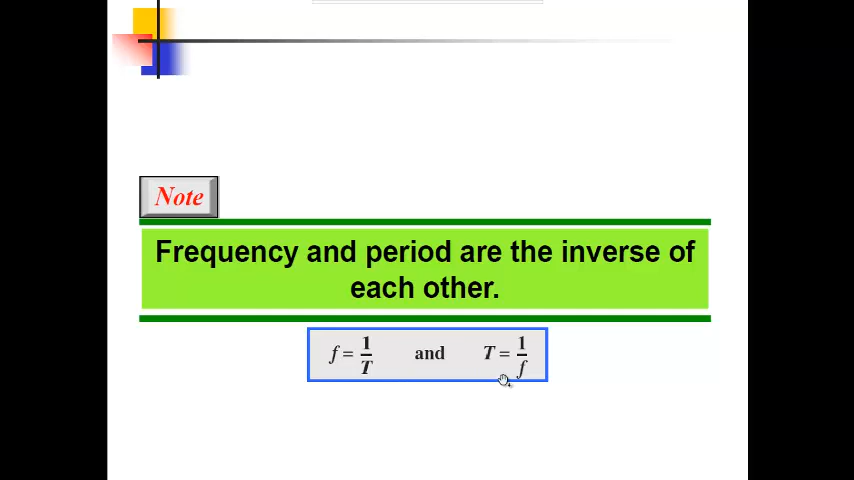 Note
Frequency and period are the inverse of
each other.
f = 1/T and T = 1/f